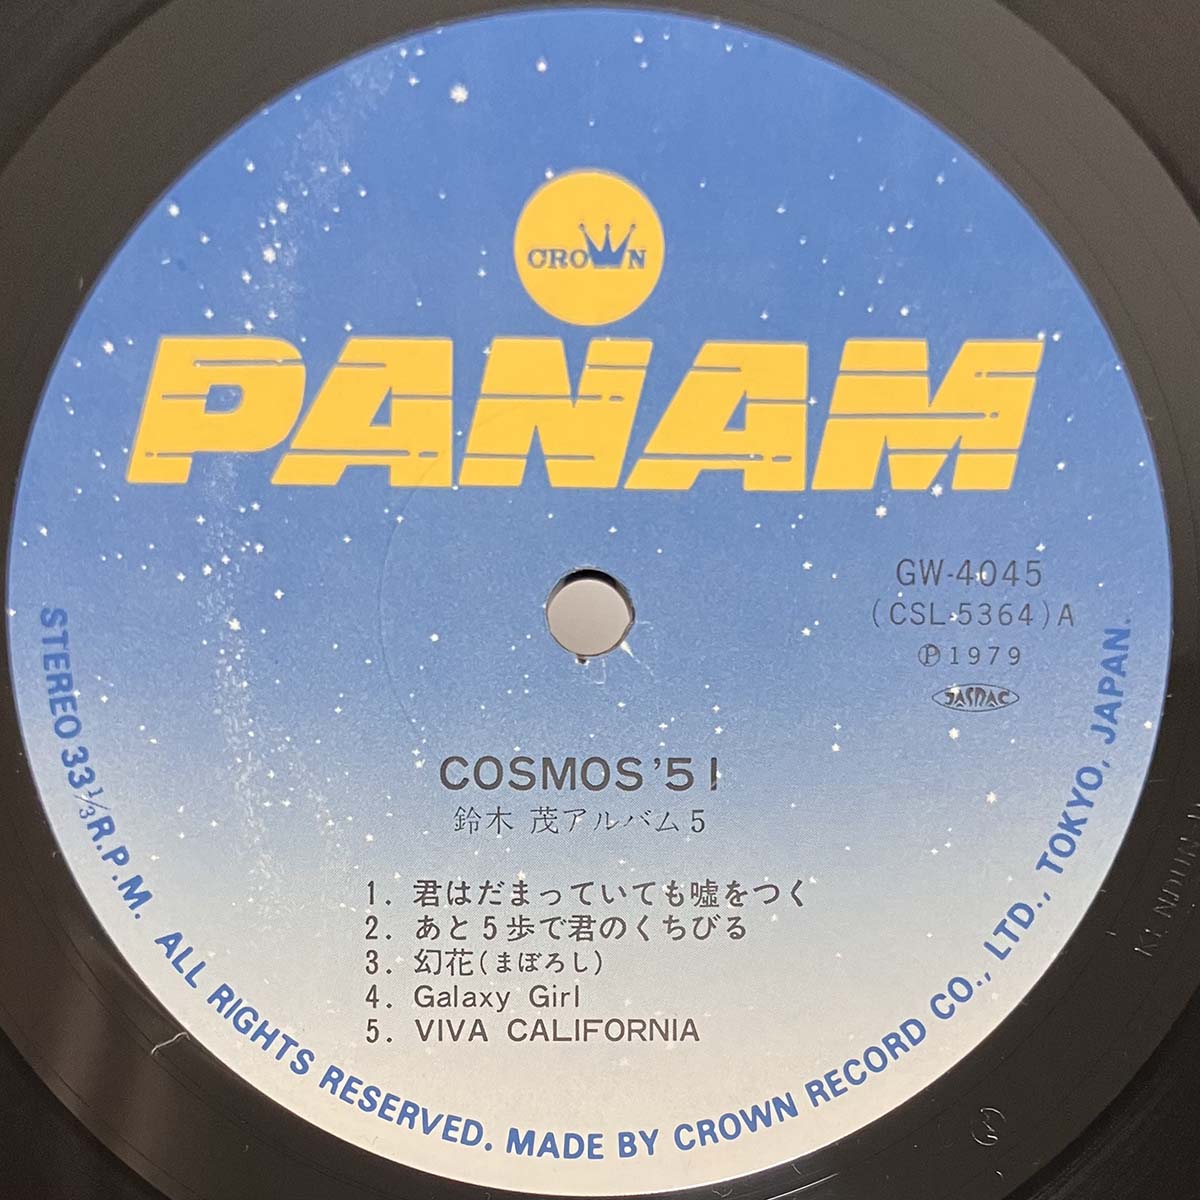 CROWN
PANAM
GW-4045
(CSL-5364)A
Ⓟ1979
JASRAC
COSMOS'51
鈴木 茂アルバム5
1. 君はだまっていても嘘をつく
2. あと5歩で君のくちびる
3. 幻花(まぼろし)
4. Galaxy Girl
5. VIVA CALIFORNIA
STEREO 33⅓R.P.M. ALL RIGHTS RESERVED. MADE BY CROWN RECORD CO., LTD., TOKYO, JAPAN.